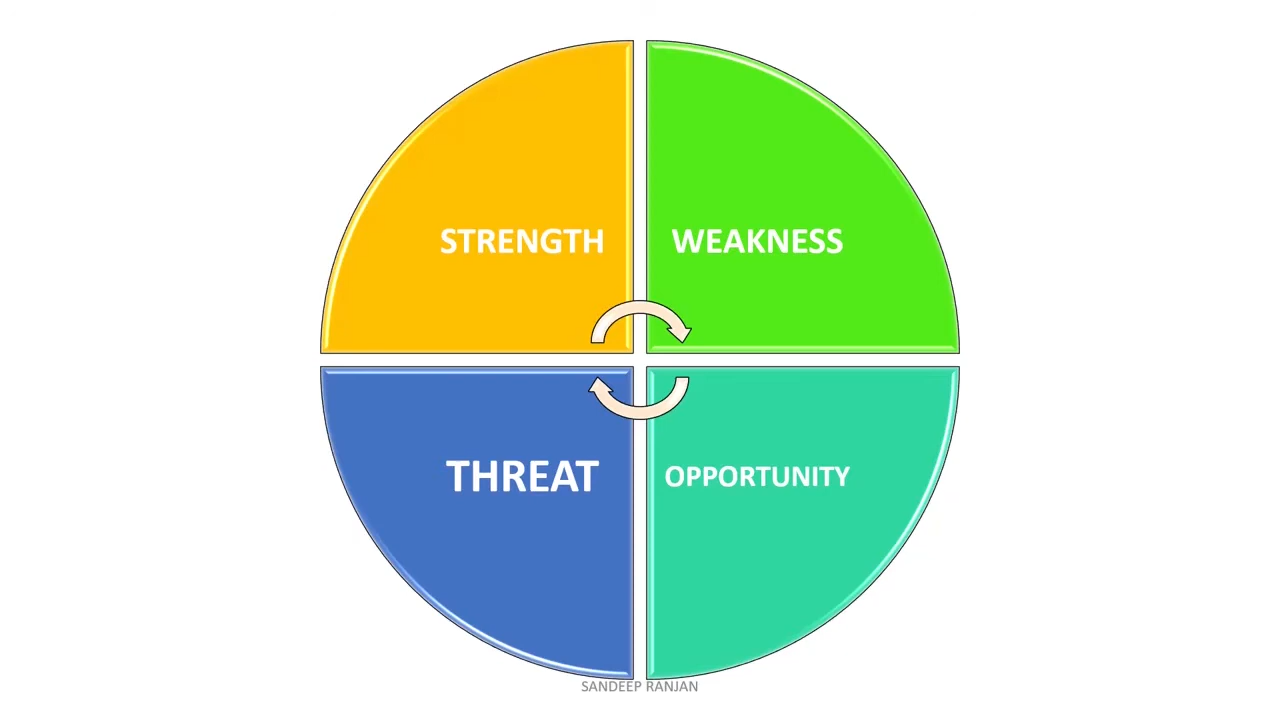 STRENGTH
WEAKNESS
THREAT
OPPORTUNITY
SANDEEP RANJAN